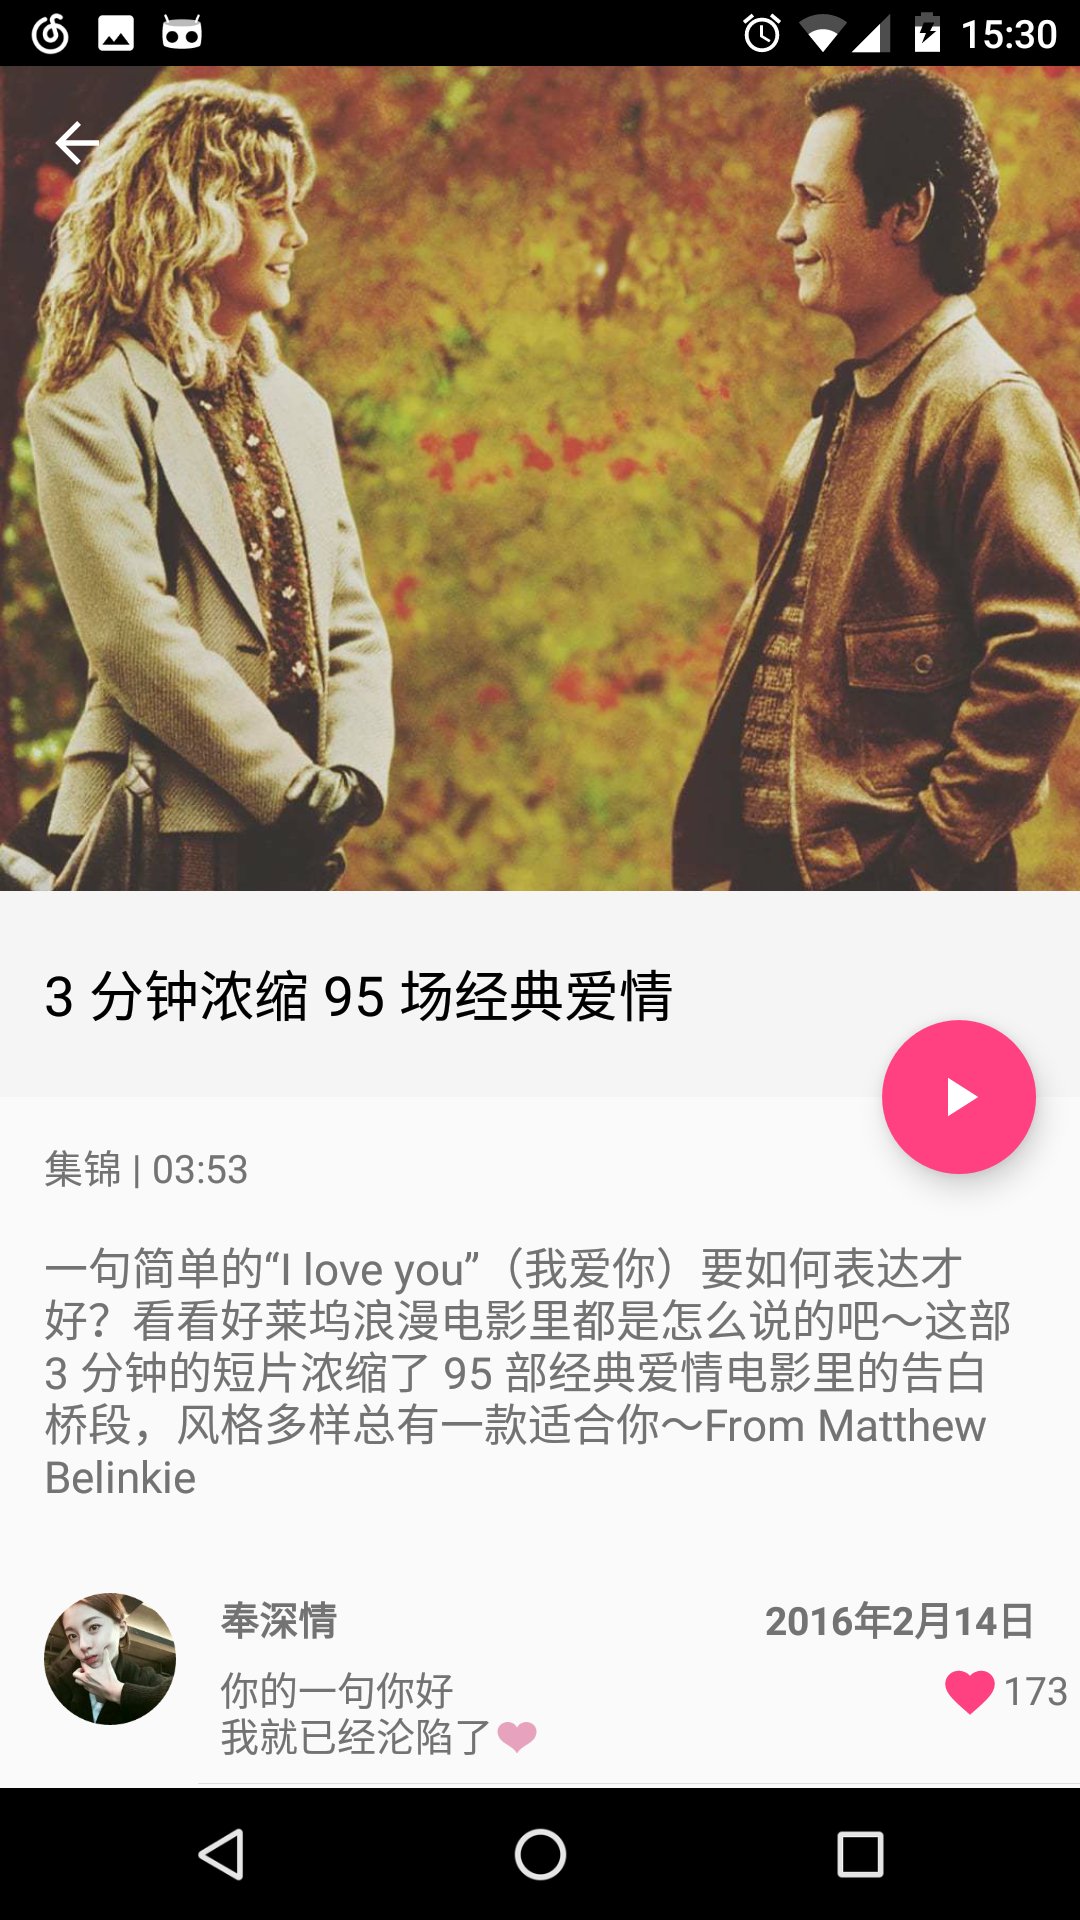 15:30
3 分钟浓缩 95 场经典爱情
集锦 | 03:53
一句简单的“I love you”（我爱你）要如何表达才
好？看看好莱坞浪漫电影里都是怎么说的吧～这部
3 分钟的短片浓缩了 95 部经典爱情电影里的告白
桥段，风格多样总有一款适合你～From Matthew
Belinkie
奉深情 2016年2月14日
你的一句你好 173
我就已经沦陷了❤